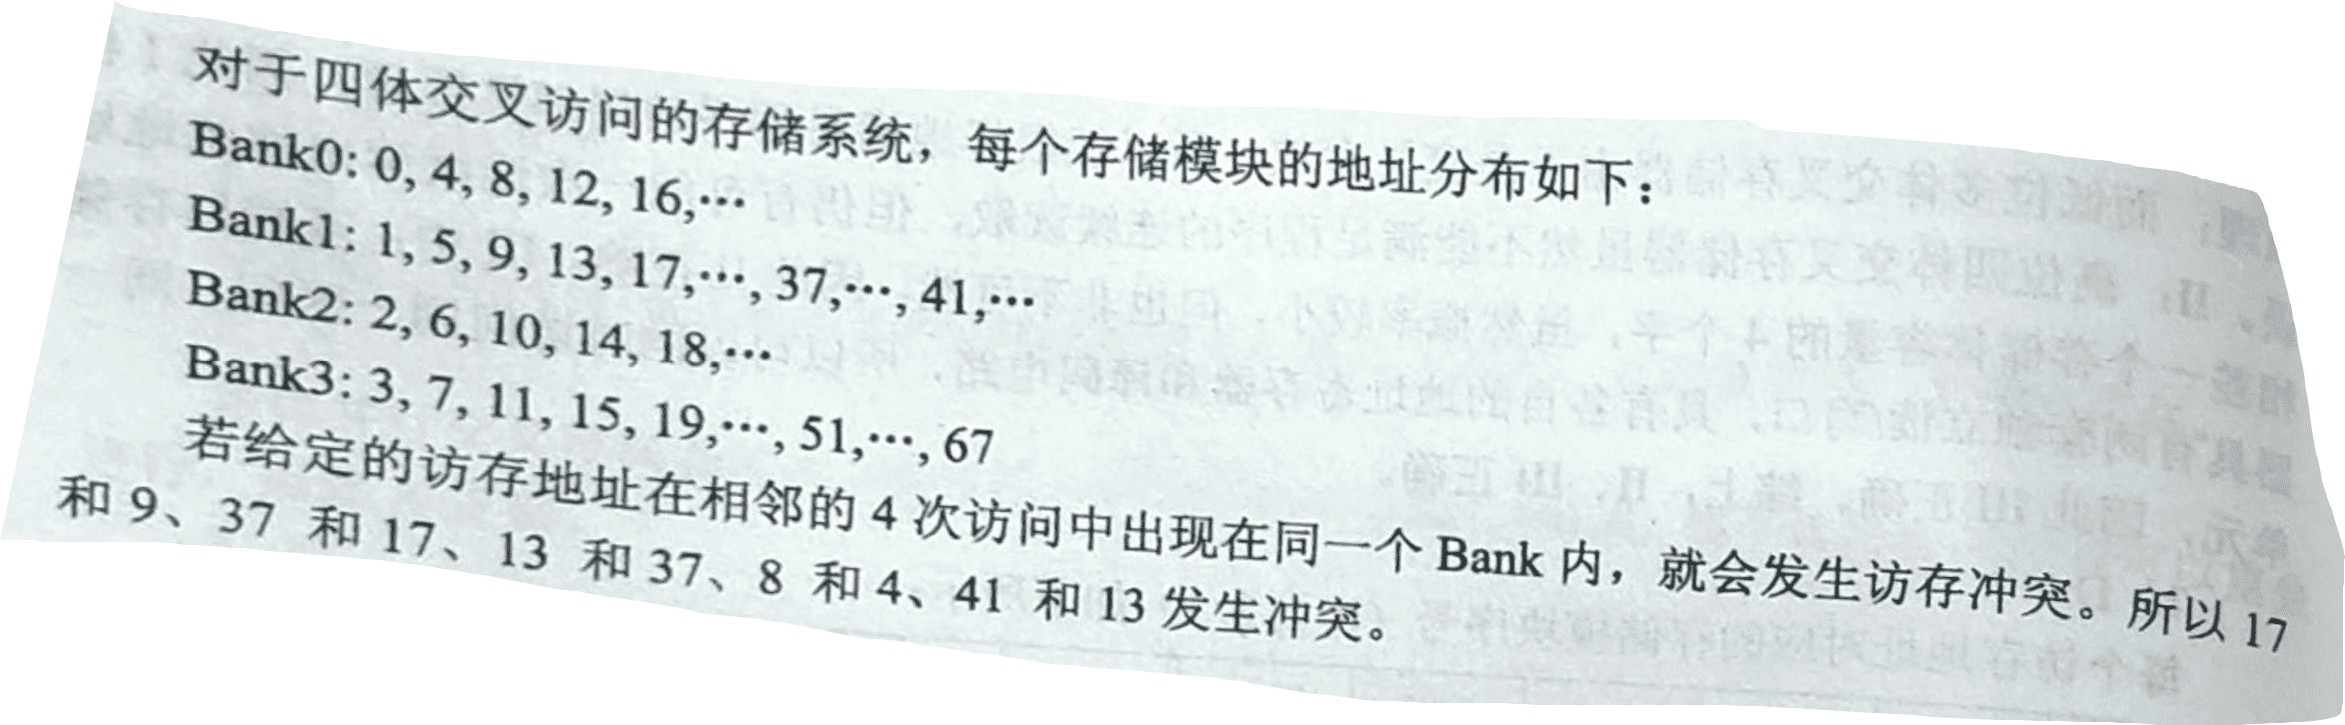 对于四体交叉访问的存储系统，每个存储模块的地址分布如下：
Bank0: 0, 4, 8, 12, 16,⋯
Bank1: 1, 5, 9, 13, 17,⋯, 37,⋯, 41,⋯
Bank2: 2, 6, 10, 14, 18,⋯
Bank3: 3, 7, 11, 15, 19,⋯, 51,⋯, 67
若给定的访存地址在相邻的 4 次访问中出现在同一个 Bank 内，就会发生访存冲突。所以 17
和 9、37 和 17、13 和 37、8 和 4、41 和 13 发生冲突。